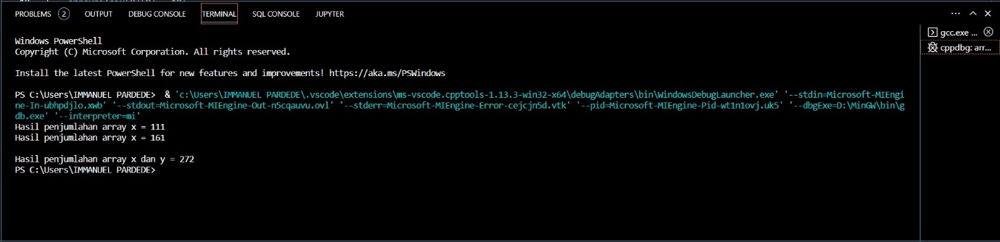 PROBLEMS 2 OUTPUT DEBUG CONSOLE TERMINAL SQL CONSOLE JUPYTER
gcc.exe ...
cppdbg: arr...
Windows PowerShell
Copyright (C) Microsoft Corporation. All rights reserved.
Install the latest PowerShell for new features and improvements! https://aka.ms/PSWindows
PS C:\Users\IMMANUEL PARDEDE>  & 'c:\Users\IMMANUEL PARDEDE\.vscode\extensions\ms-vscode.cpptools-1.13.3-win32-x64\debugAdapters\bin\WindowsDebugLauncher.exe' '--stdin=Microsoft-MIEngi
ne-In-ubhpdjlo.xwb' '--stdout=Microsoft-MIEngine-Out-n5cqauvu.ovl' '--stderr=Microsoft-MIEngine-Error-cejcjn5d.vtk' '--pid=Microsoft-MIEngine-Pid-wt1n1ovj.uk5' '--dbgExe=D:\MinGW\bin\g
db.exe' '--interpreter=mi'
Hasil penjumlahan array x = 111
Hasil penjumlahan array x = 161
Hasil penjumlahan array x dan y = 272
PS C:\Users\IMMANUEL PARDEDE>